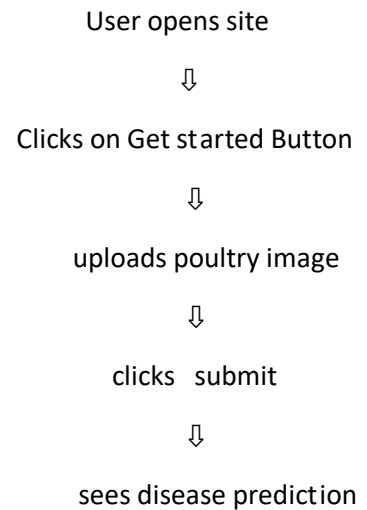 User opens site
⇩
Clicks on Get started Button
⇩
uploads poultry image
⇩
clicks submit
⇩
sees disease prediction